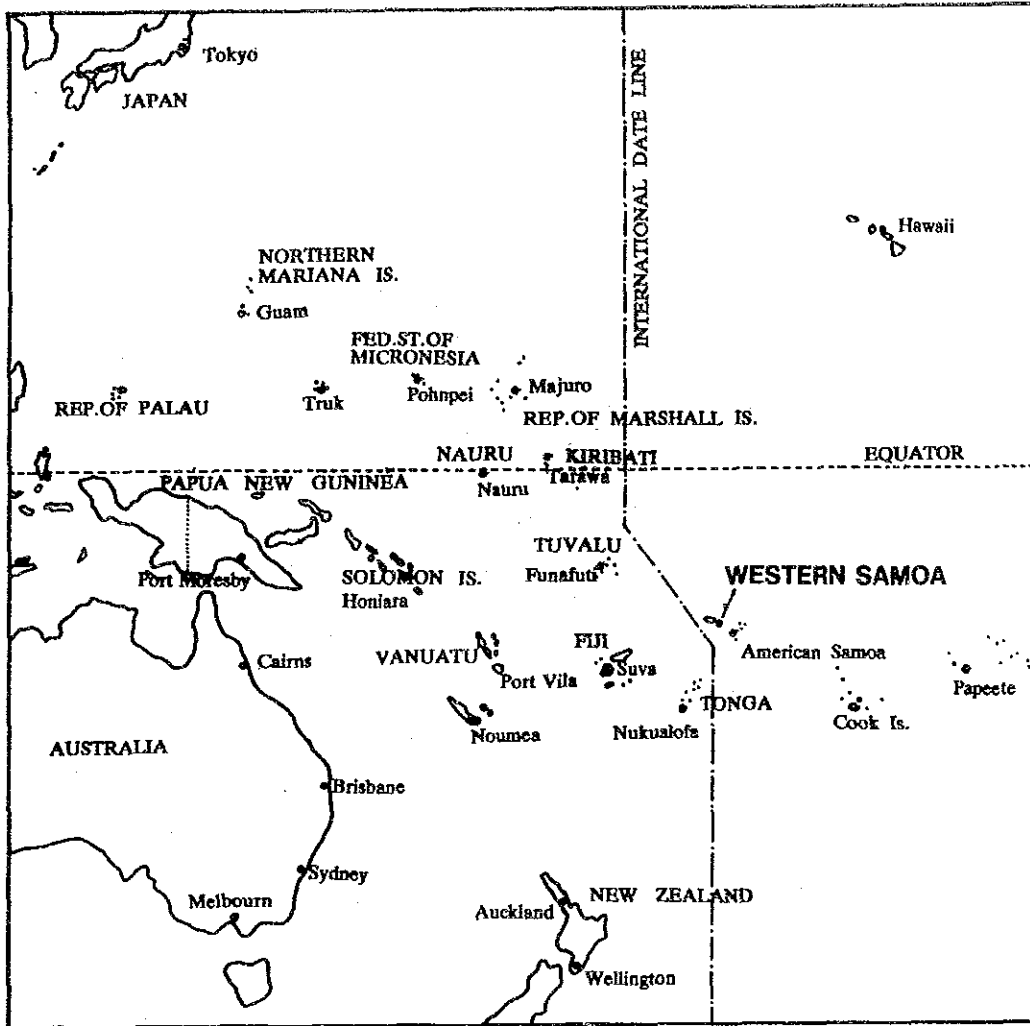 Tokyo
JAPAN
INTERNATIONAL DATE LINE
Hawaii
NORTHERN
MARIANA IS.
Guam
FED.ST.OF
MICRONESIA
REP.OF PALAU
Truk
Pohnpei
Majuro
REP.OF MARSHALL IS.
NAURU
KIRIBATI
EQUATOR
PAPUA NEW GUNINEA
Nauru
Tarawa
TUVALU
Funafuti
Port Moresby
SOLOMON IS.
Honiara
WESTERN SAMOA
American Samoa
Cairns
VANUATU
Port Vila
FIJI
Suva
Papeete
Noumea
Nukualofa
TONGA
Cook Is.
AUSTRALIA
Brisbane
Sydney
Melbourn
Auckland
NEW ZEALAND
Wellington